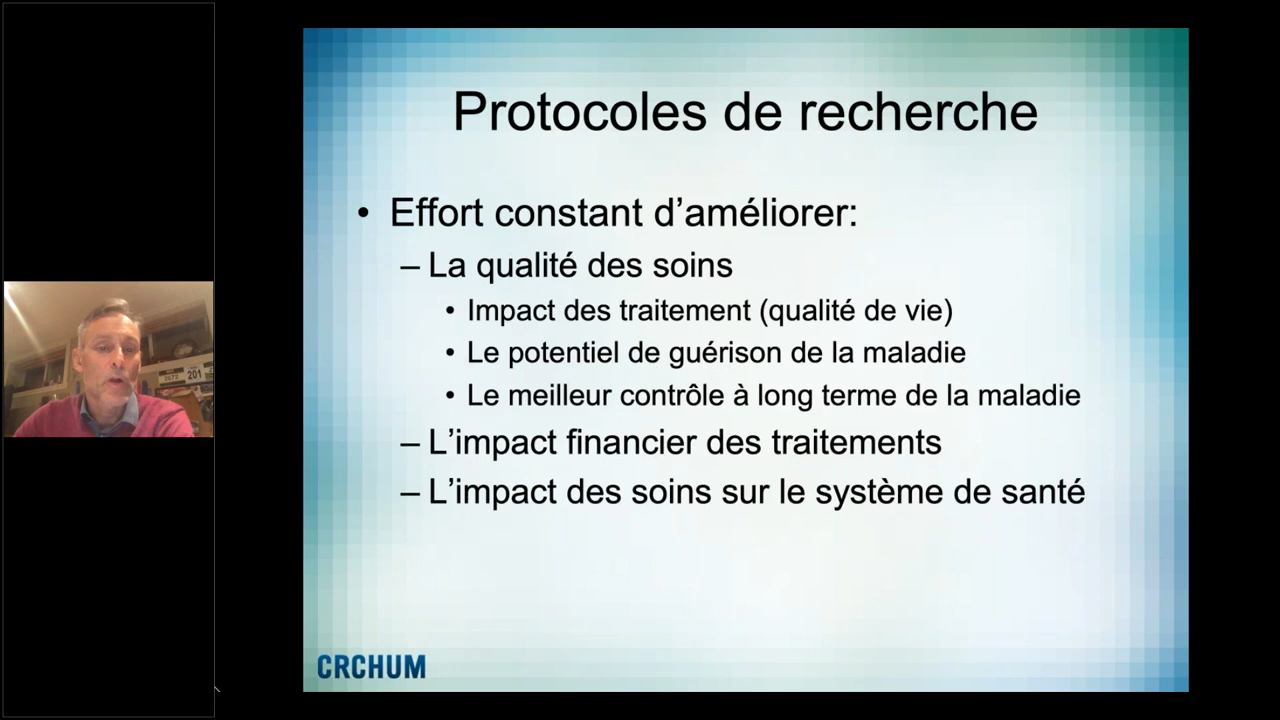 Protocoles de recherche
• Effort constant d’améliorer:
– La qualité des soins
• Impact des traitement (qualité de vie)
• Le potentiel de guérison de la maladie
• Le meilleur contrôle à long terme de la maladie
– L’impact financier des traitements
– L’impact des soins sur le système de santé
CRCHUM
201